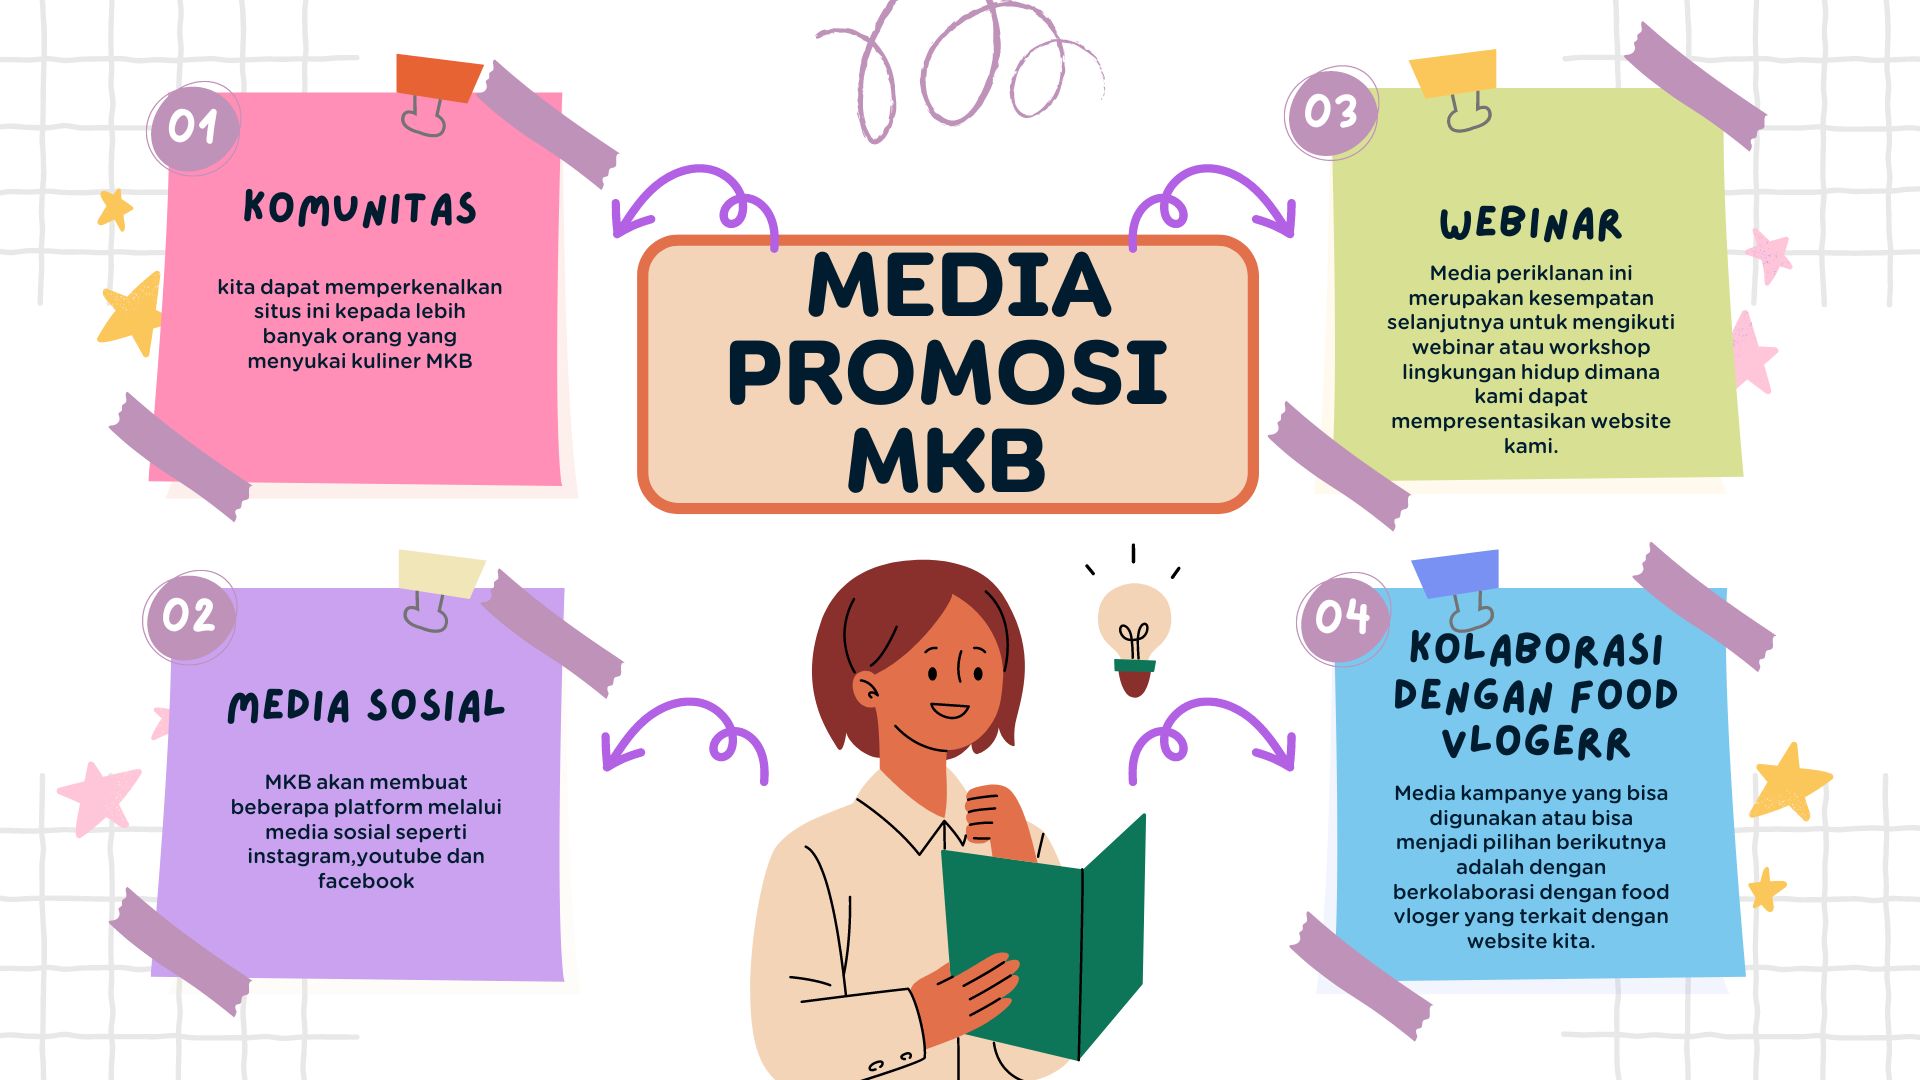 MEDIA
PROMOSI
MKB
01
KOMUNITAS
kita dapat memperkenalkan
situs ini kepada lebih
banyak orang yang
menyukai kuliner MKB
02
MEDIA SOSIAL
MKB akan membuat
beberapa platform melalui
media sosial seperti
instagram,youtube dan
facebook
03
WEBINAR
Media periklanan ini
merupakan kesempatan
selanjutnya untuk mengikuti
webinar atau workshop
lingkungan hidup dimana
kami dapat
mempresentasikan website
kami.
04
KOLABORASI
DENGAN FOOD
VLOGERR
Media kampanye yang bisa
digunakan atau bisa
menjadi pilihan berikutnya
adalah dengan
berkolaborasi dengan food
vloger yang terkait dengan
website kita.